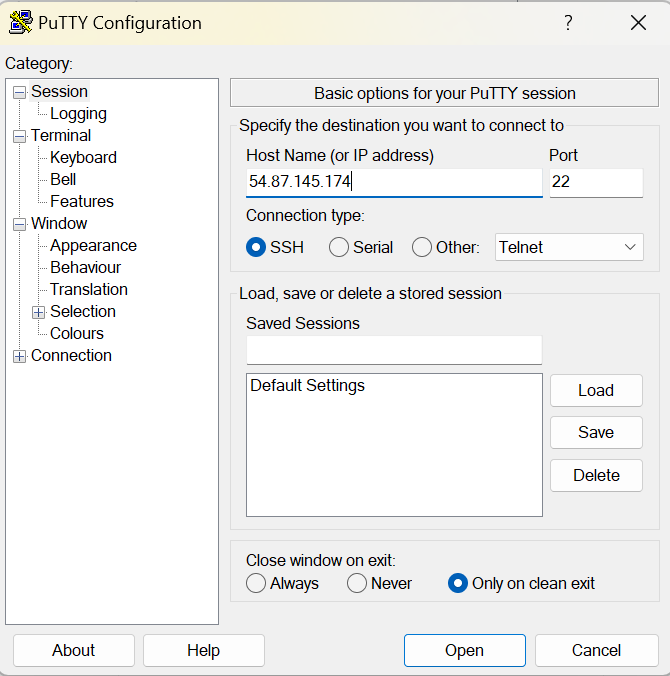 PuTTY Configuration
?
Category:
Session
Logging
Terminal
Keyboard
Bell
Features
Window
Appearance
Behaviour
Translation
Selection
Colours
Connection
Basic options for your PuTTY session
Specify the destination you want to connect to
Host Name (or IP address) Port
54.87.145.174 22
Connection type:
SSH Serial Other: Telnet
Load, save or delete a stored session
Saved Sessions
Default Settings
Load
Save
Delete
Close window on exit:
Always Never Only on clean exit
About Help Open Cancel